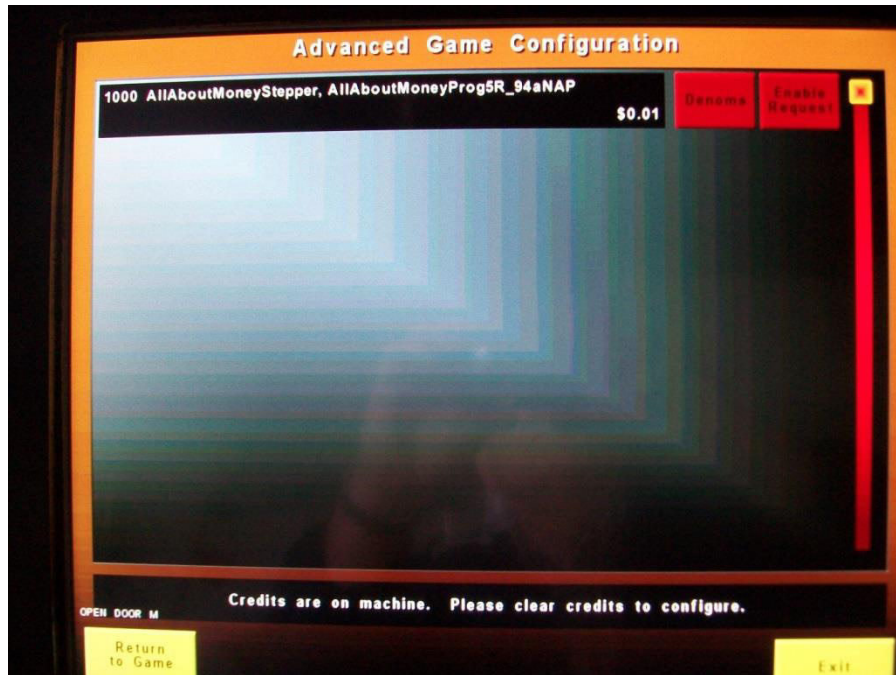 Advanced Game Configuration
1000 AllAboutMoneyStepper, AllAboutMoneyProg5R_94aNAP
$0.01
Denoms
Enable
Request
Credits are on machine. Please clear credits to configure.
OPEN DOOR M
Return
to Game
Exit